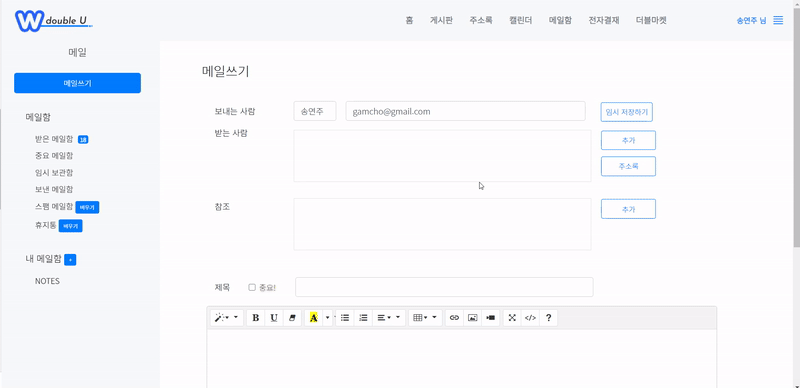 W double U
홈 게시판 주소록 캘린더 메일함 전자결재 더블마켓 송연주 님
메일
메일쓰기
메일함
받은 메일함 18
중요 메일함
임시 보관함
보낸 메일함
스팸 메일함 비우기
휴지통 비우기
내 메일함 +
NOTES
메일쓰기
보내는 사람 송연주 gamcho@gmail.com 임시 저장하기
받는 사람 추가
주소록
참조 추가
제목 중요!
B U A </> ?